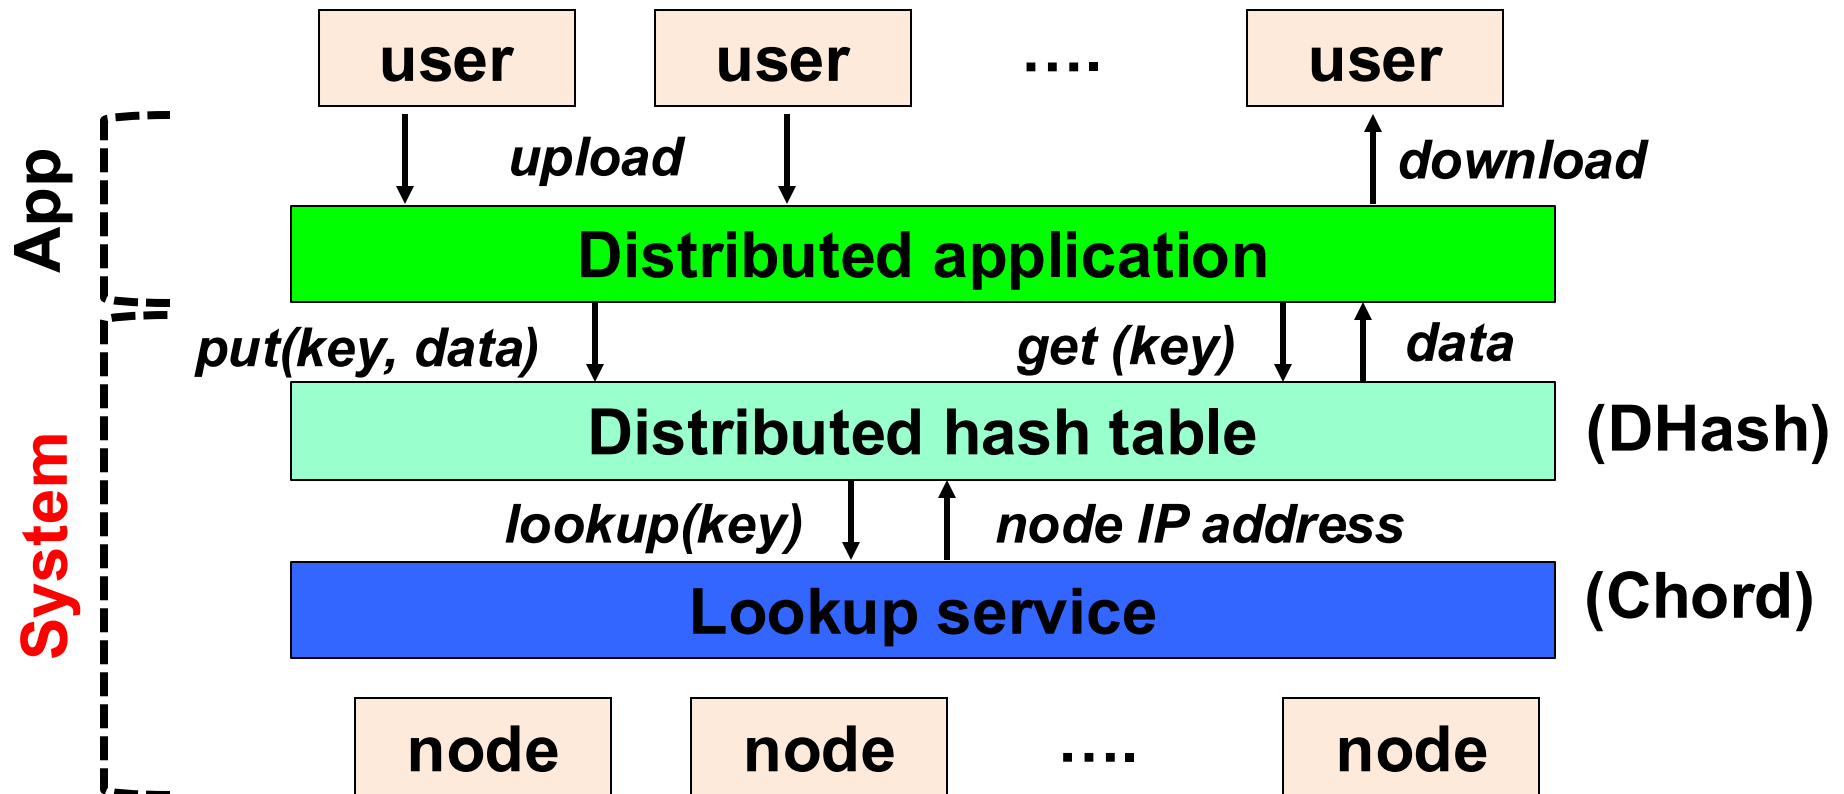 user
user
....
user
App
upload
download
Distributed application
put(key, data)
get (key)
data
System
Distributed hash table
(DHash)
lookup(key)
node IP address
Lookup service
(Chord)
node
node
....
node